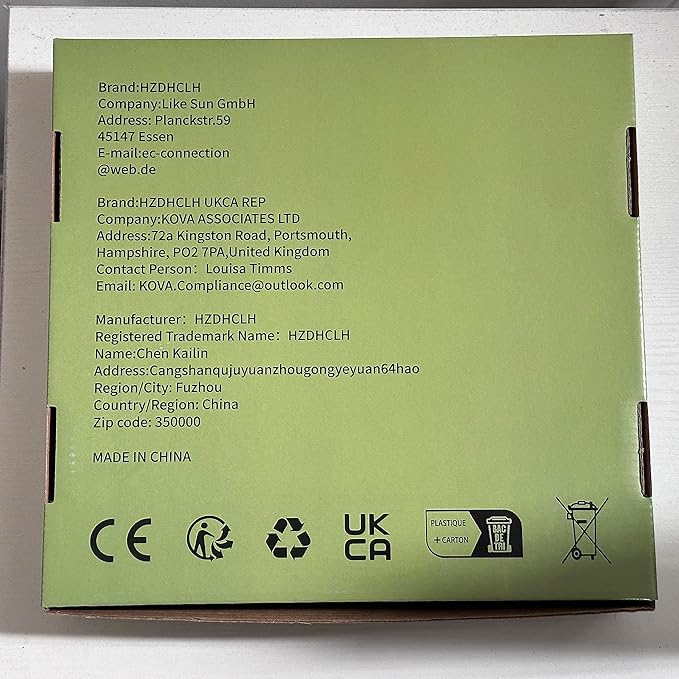 Brand:HZDHCLH
Company:Like Sun GmbH
Address: Planckstr.59
45147 Essen
E-mail:ec-connection
@web.de
Brand:HZDHCLH UKCA REP
Company:KOVA ASSOCIATES LTD
Address:72a Kingston Road, Portsmouth,
Hampshire, PO2 7PA,United Kingdom
Contact Person：Louisa Timms
Email: KOVA.Compliance@outlook.com
Manufacturer：HZDHCLH
Registered Trademark Name：HZDHCLH
Name:Chen Kailin
Address:Cangshanqujuyuanzhougongyeyuan64hao
Region/City: Fuzhou
Country/Region: China
Zip code: 350000
MADE IN CHINA
CE
UK
CA
PLASTIQUE
+ CARTON
BAC
DE
TRI